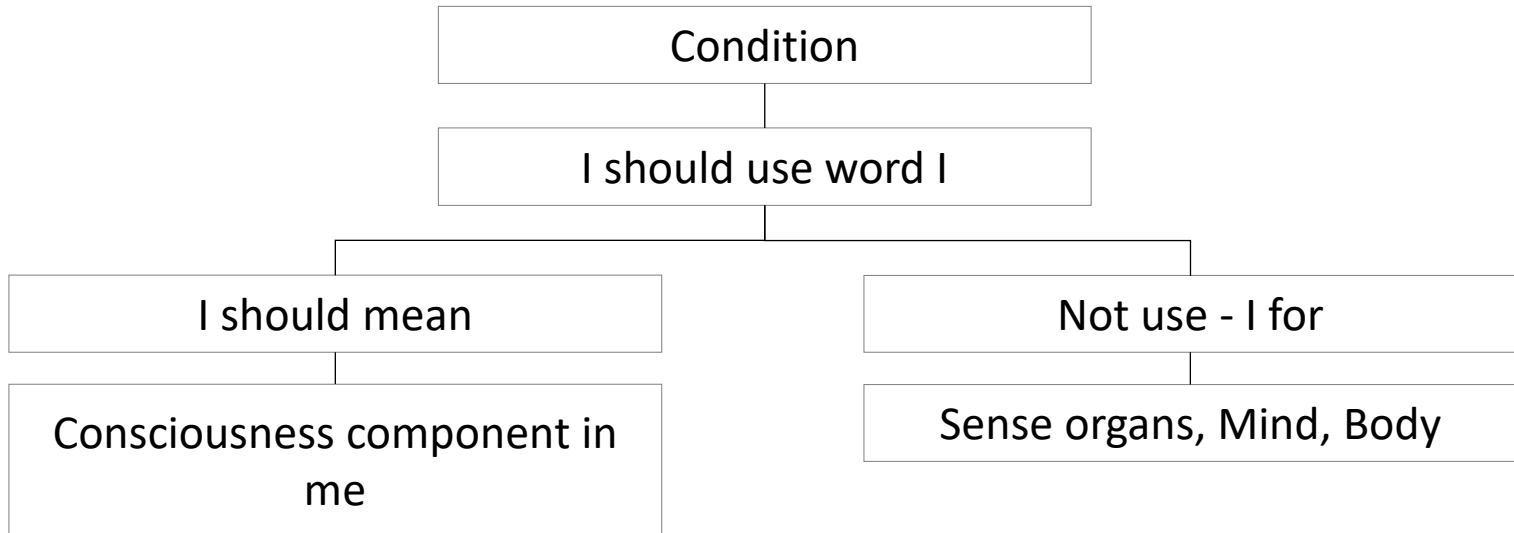 Condition
I should use word I
I should mean
Not use - I for
Consciousness component in
me
Sense organs, Mind, Body